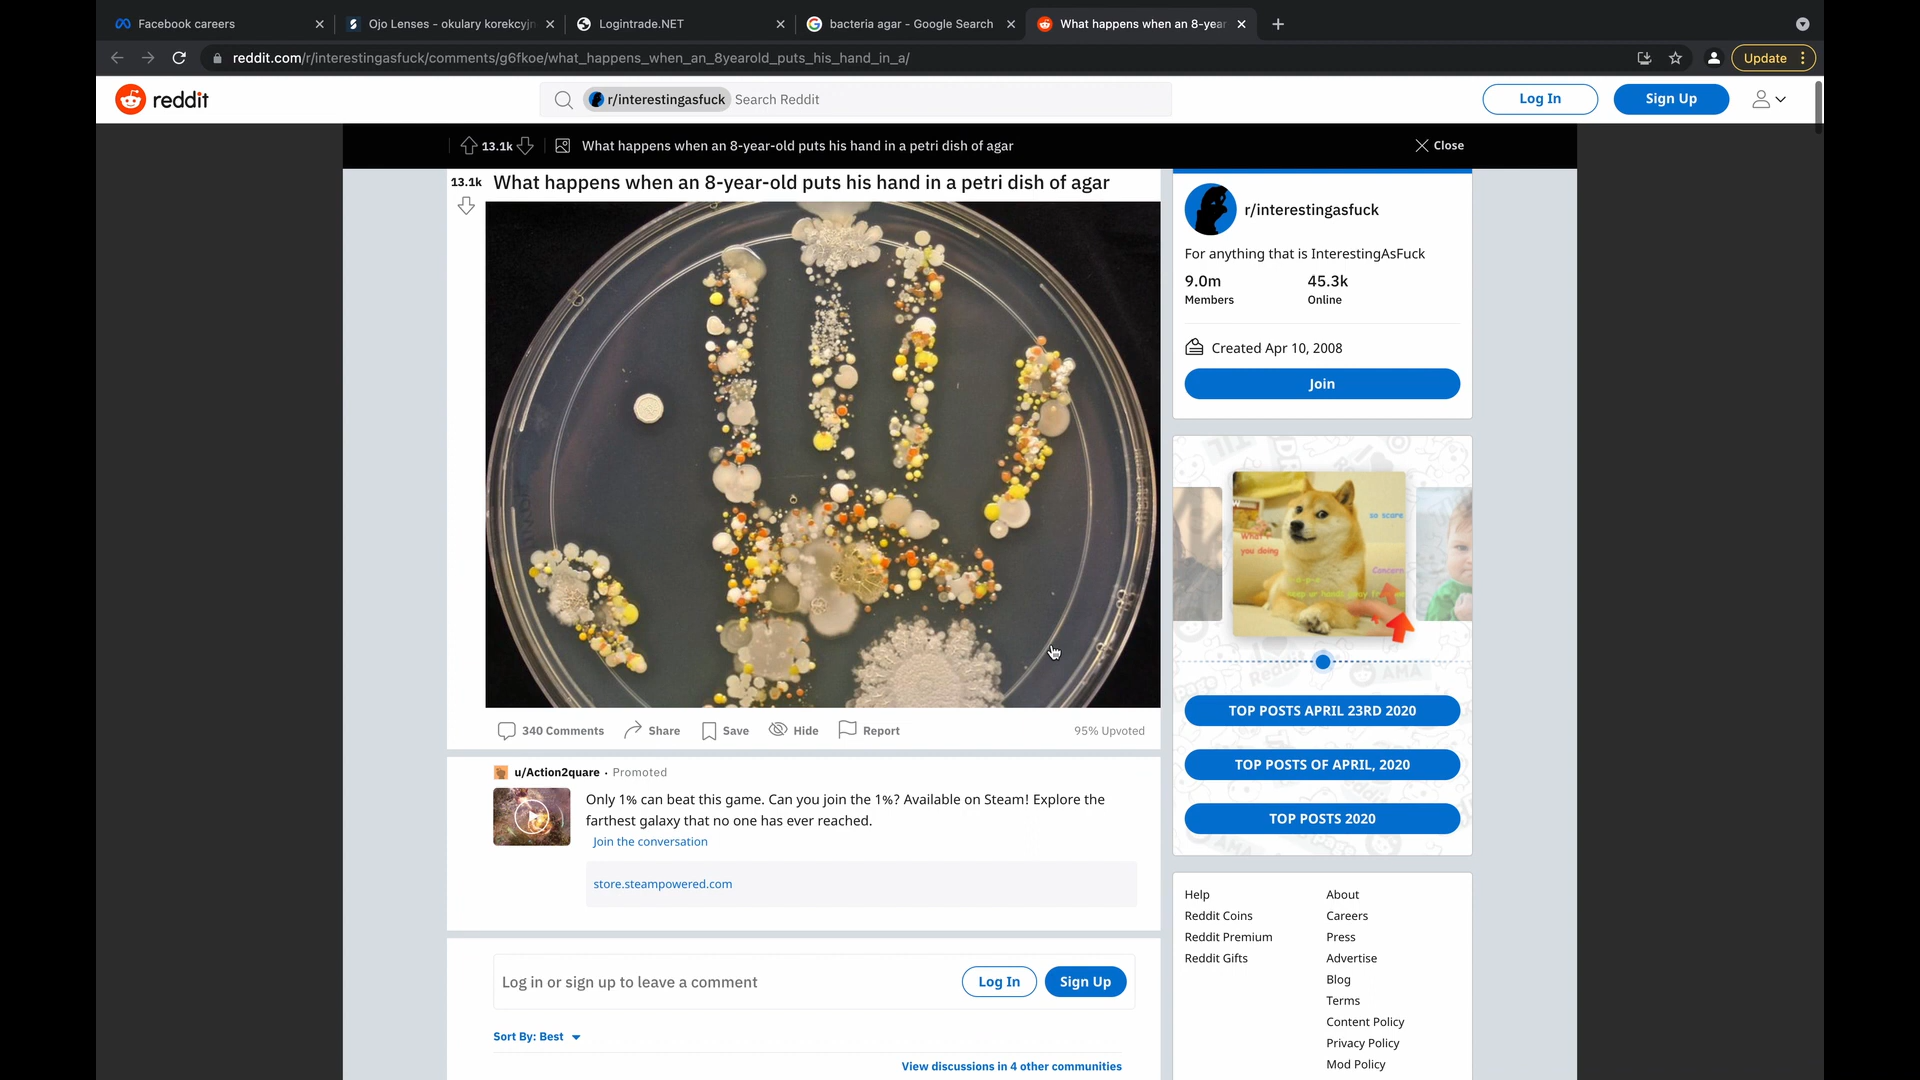 Facebook careers
Ojo Lenses - okulary korekcyjn
Logintrade.NET
bacteria agar - Google Search
What happens when an 8-year
reddit.com/r/interestingasfuck/comments/g6fkoe/what_happens_when_an_8yearold_puts_his_hand_in_a/
Update
reddit
r/interestingasfuck Search Reddit
Log In
Sign Up
13.1k
What happens when an 8-year-old puts his hand in a petri dish of agar
Close
13.1k
What happens when an 8-year-old puts his hand in a petri dish of agar
340 Comments
Share
Save
Hide
Report
95% Upvoted
u/Action2quare · Promoted
Only 1% can beat this game. Can you join the 1%? Available on Steam! Explore the
farthest galaxy that no one has ever reached.
Join the conversation
store.steampowered.com
Log in or sign up to leave a comment
Log In
Sign Up
Sort By: Best
View discussions in 4 other communities
r/interestingasfuck
For anything that is InterestingAsFuck
9.0m
Members
45.3k
Online
Created Apr 10, 2008
Join
so scare
What
you doing
Concern
AMA
TOP POSTS APRIL 23RD 2020
TOP POSTS OF APRIL, 2020
TOP POSTS 2020
Help
Reddit Coins
Reddit Premium
Reddit Gifts
About
Careers
Press
Advertise
Blog
Terms
Content Policy
Privacy Policy
Mod Policy